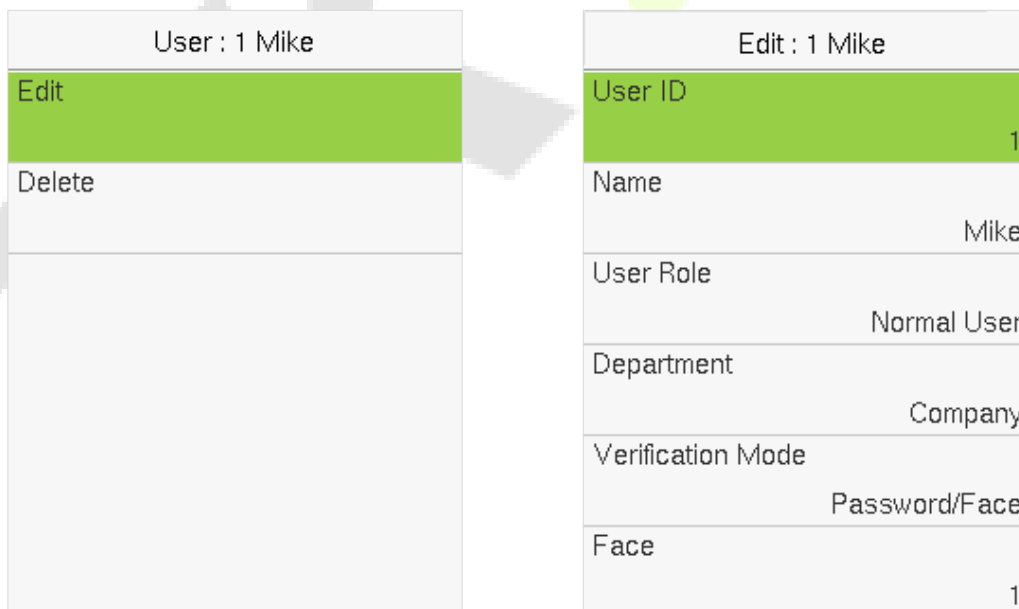 User : 1 Mike
Edit
Delete
Edit : 1 Mike
User ID
1
Name
Mike
User Role
Normal User
Department
Company
Verification Mode
Password/Face
Face
1